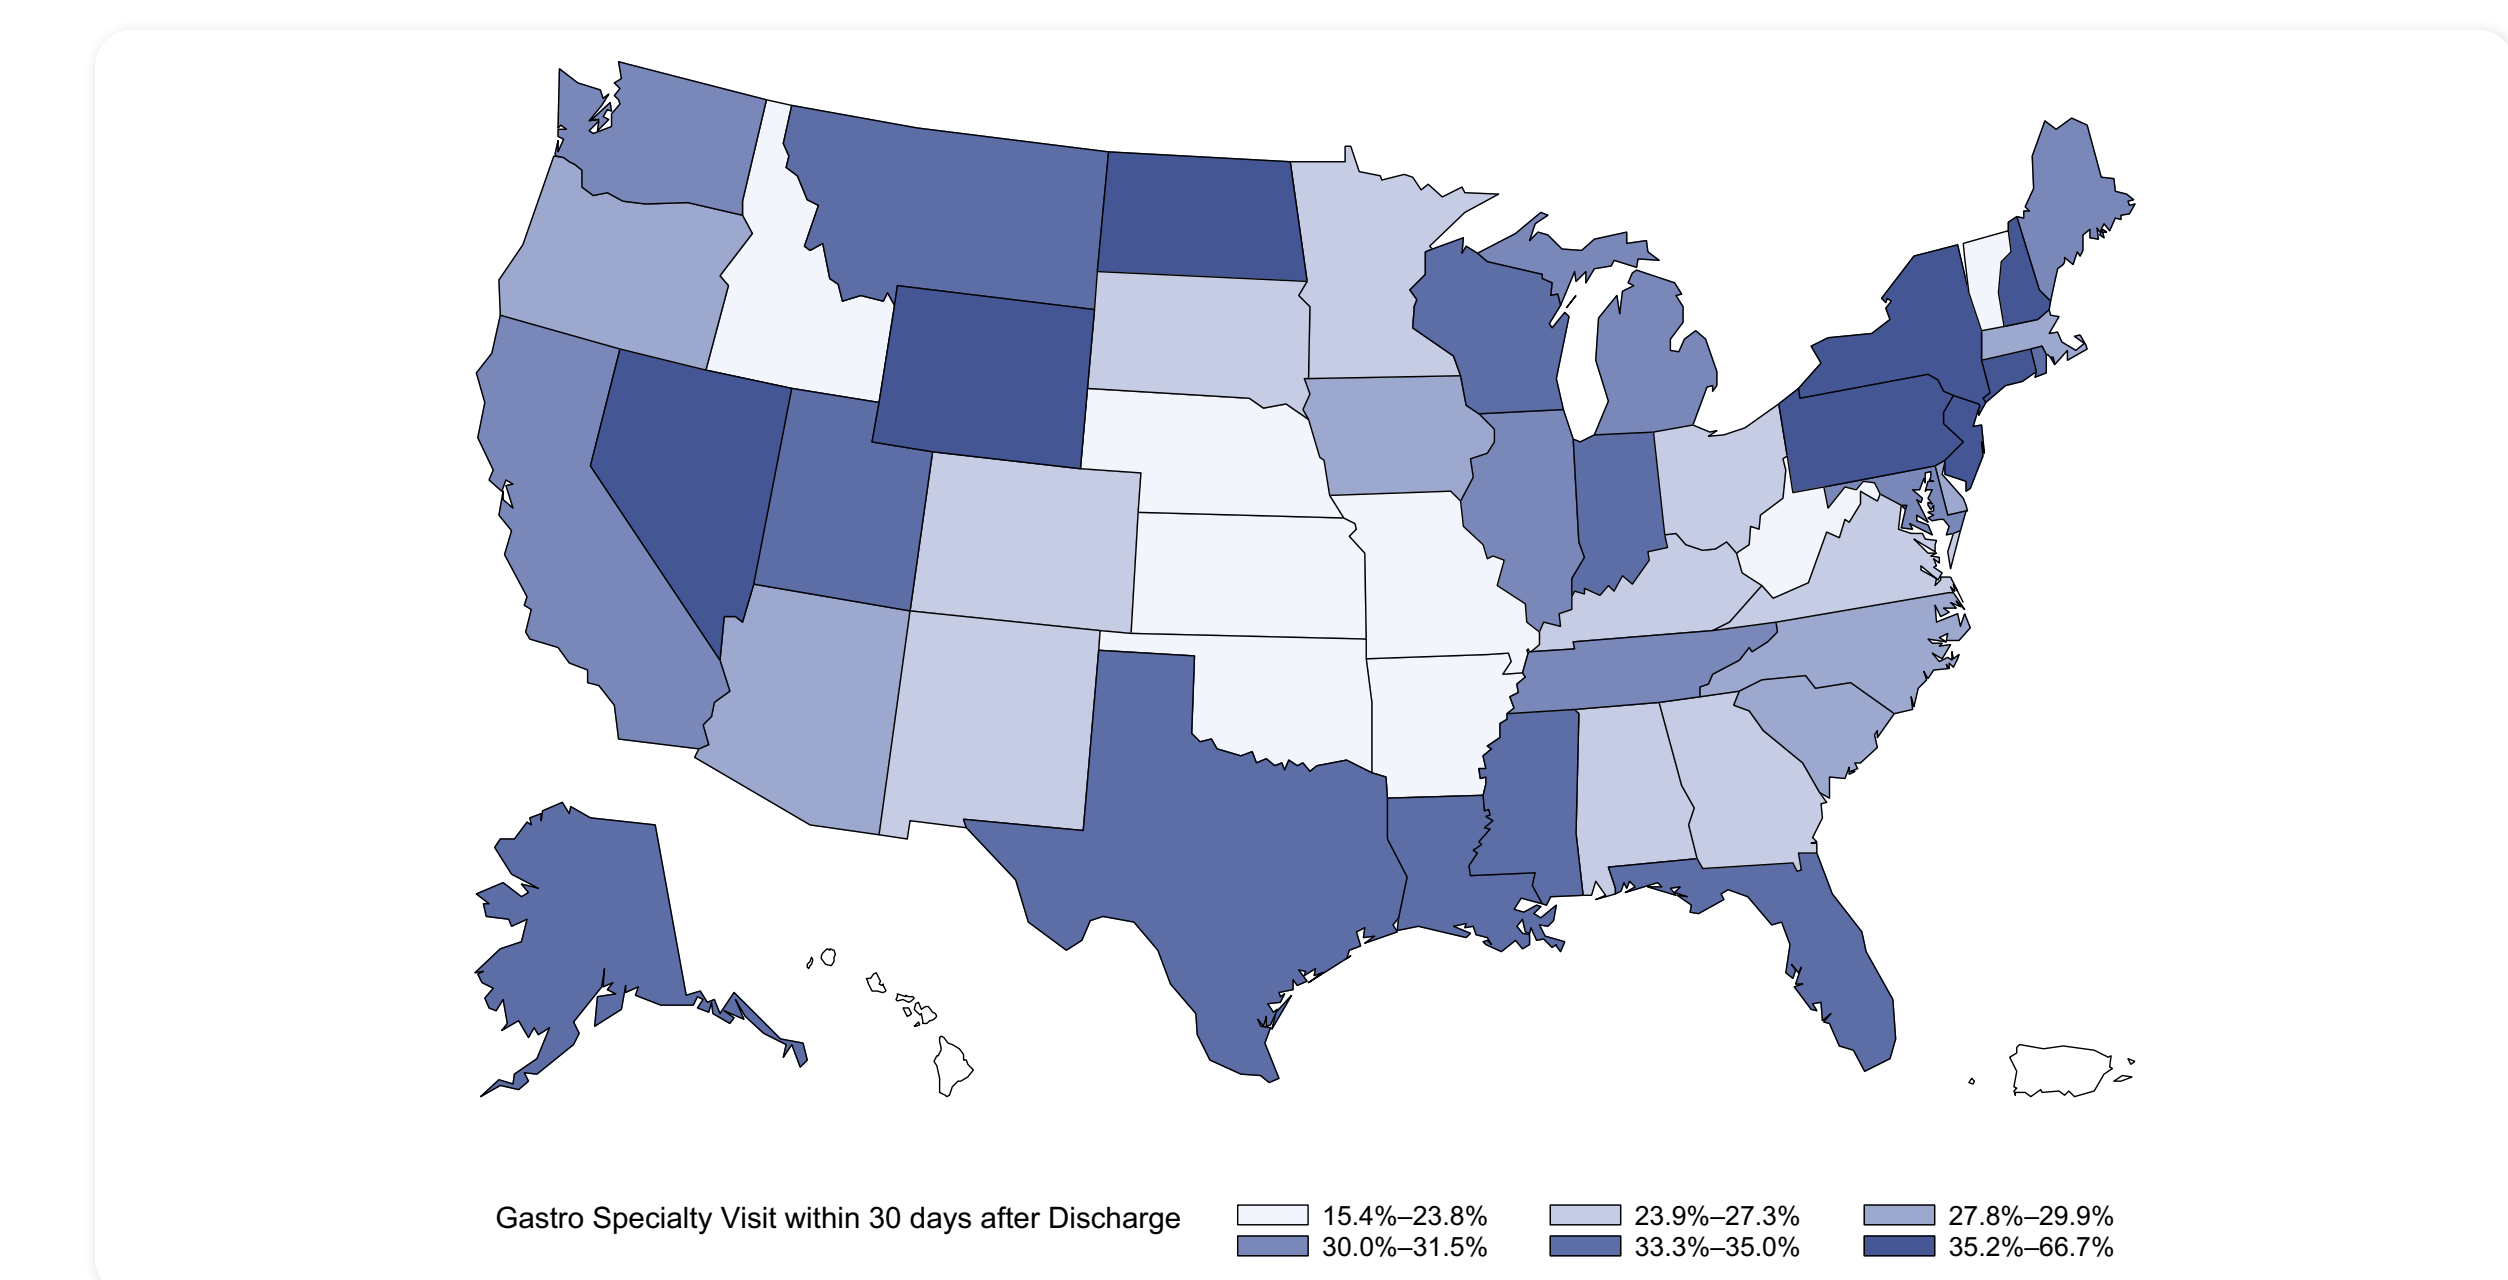 Gastro Specialty Visit within 30 days after Discharge
15.4%–23.8% 23.9%–27.3% 27.8%–29.9%
30.0%–31.5% 33.3%–35.0% 35.2%–66.7%